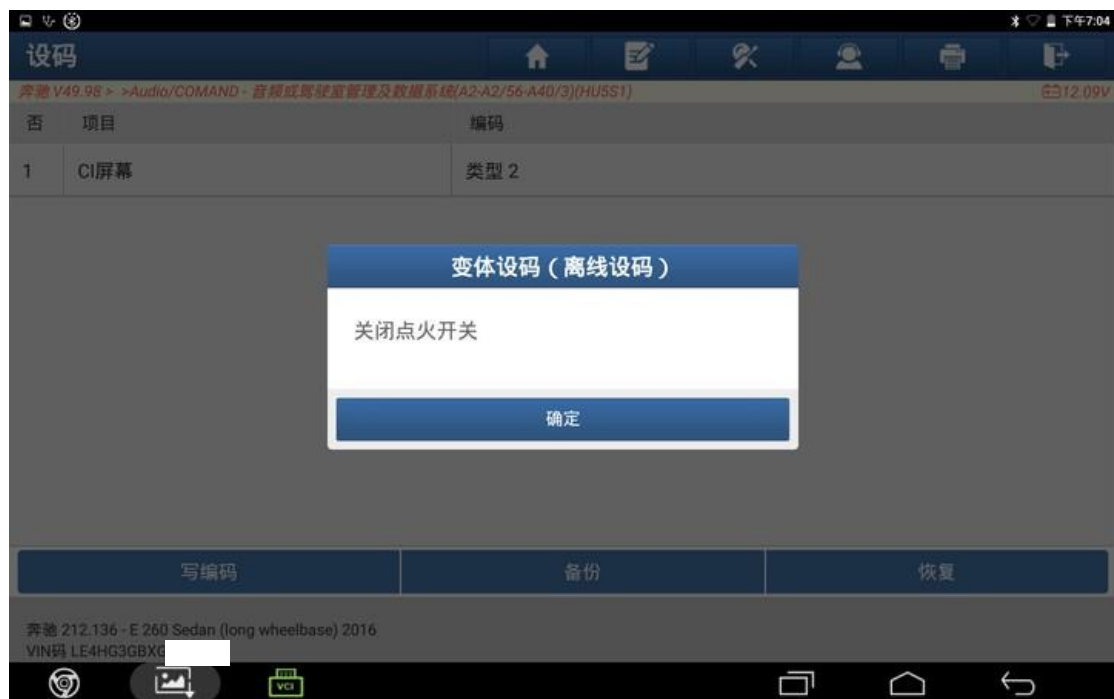 下午7:04
设码
奔驰 V49.98 > >Audio/COMAND - 音频或驾驶室管理及数据系统(A2-A2/56-A40/3)(HU5S1)
12.09V
否 项目 编码
1 CI屏幕 类型 2
变体设码（离线设码）
关闭点火开关
确定
写编码 备份 恢复
奔驰 212.136 - E 260 Sedan (long wheelbase) 2016
VIN码 LE4HG3GBXG
VCI